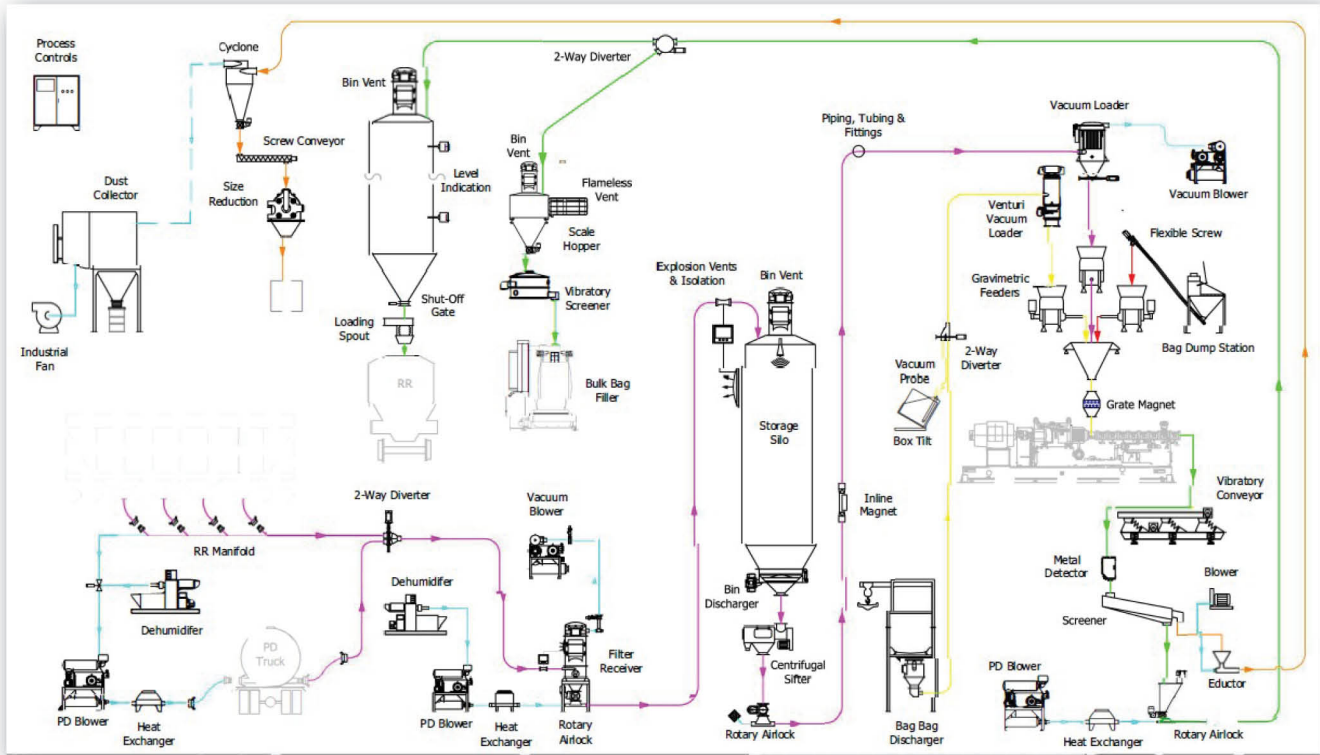 Process
Controls
Cyclone
Bin Vent
2-Way Diverter
Screw Conveyor
Size
Reduction
Dust
Collector
Industrial
Fan
Level
Indication
Shut-Off
Gate
Loading
Spout
RR
Bin
Vent
Flameless
Vent
Scale
Hopper
Vibratory
Screener
Bulk Bag
Filler
Explosion Vents
& Isolation
Bin Vent
Storage
Silo
Piping, Tubing &
Fittings
Vacuum Loader
Vacuum Blower
Venturi
Vacuum
Loader
Flexible Screw
Gravimetric
Feeders
Bag Dump Station
2-Way
Diverter
Vacuum
Probe
Box Tilt
Grate Magnet
Vibratory
Conveyor
Inline
Magnet
Metal
Detector
Blower
Screener
Eductor
RR Manifold
2-Way Diverter
Vacuum
Blower
Dehumidifer
Dehumidifer
PD
Truck
Filter
Receiver
PD Blower
Heat
Exchanger
PD Blower
Heat
Exchanger
Rotary
Airlock
Bin
Discharger
Centrifugal
Sifter
Rotary Airlock
Bag Bag
Discharger
PD Blower
Heat Exchanger
Rotary Airlock